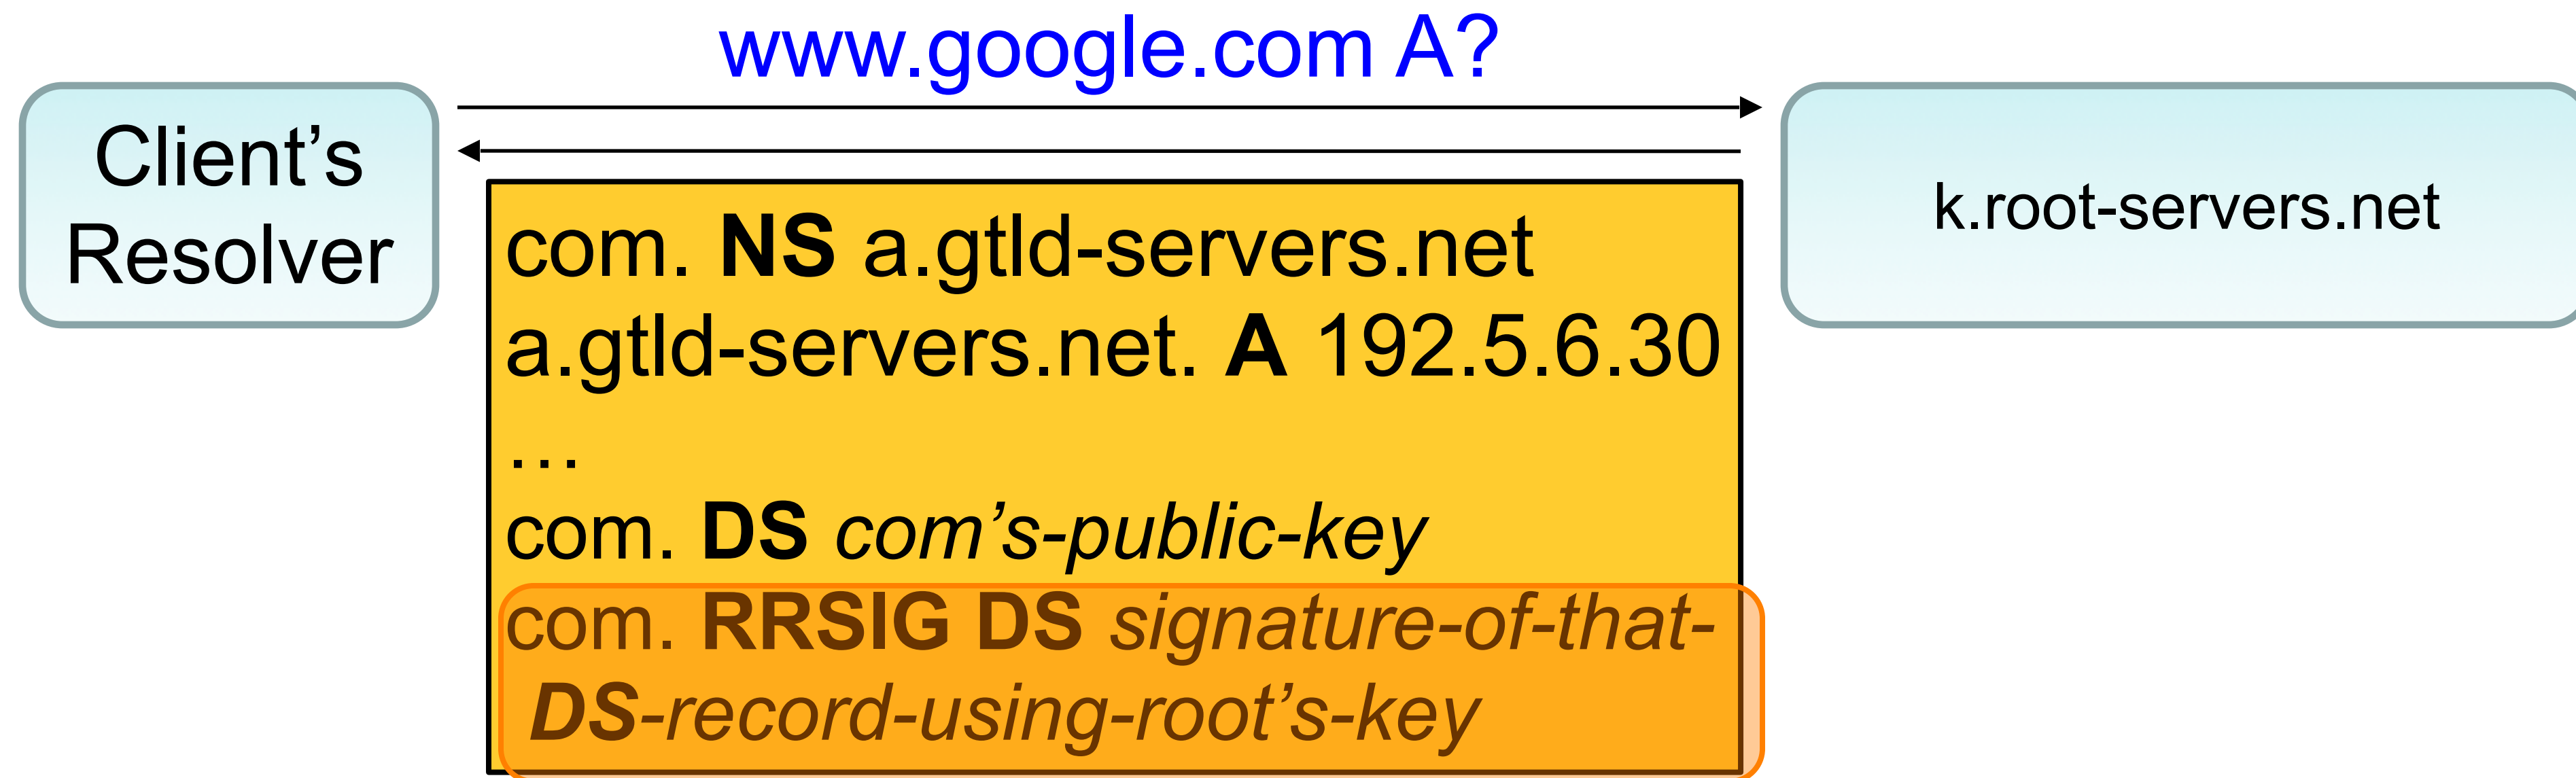 www.google.com A?
Client’s
Resolver
k.root-servers.net
com. NS a.gtld-servers.net
a.gtld-servers.net. A 192.5.6.30
…
com. DS com’s-public-key
com. RRSIG DS signature-of-that-
DS-record-using-root’s-key